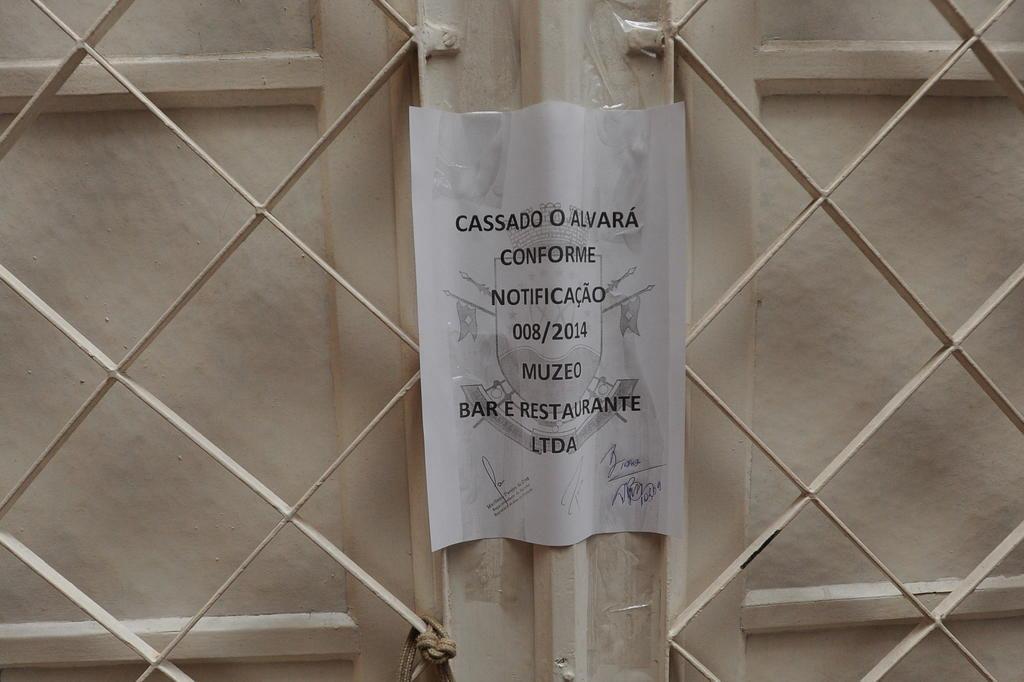 CASSADO O ALVARÁ
CONFORME
NOTIFICAÇÃO
008/2014
MUZEO
BAR E RESTAURANTE
LTDA